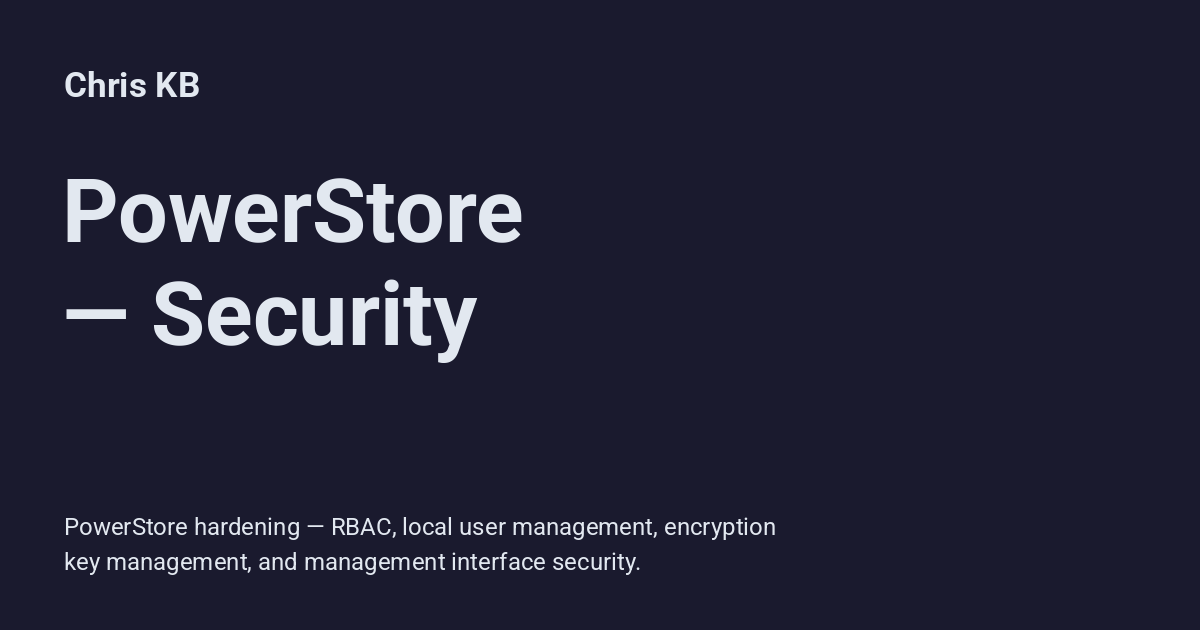 Chris KB
PowerStore
— Security
PowerStore hardening — RBAC, local user management, encryption
key management, and management interface security.